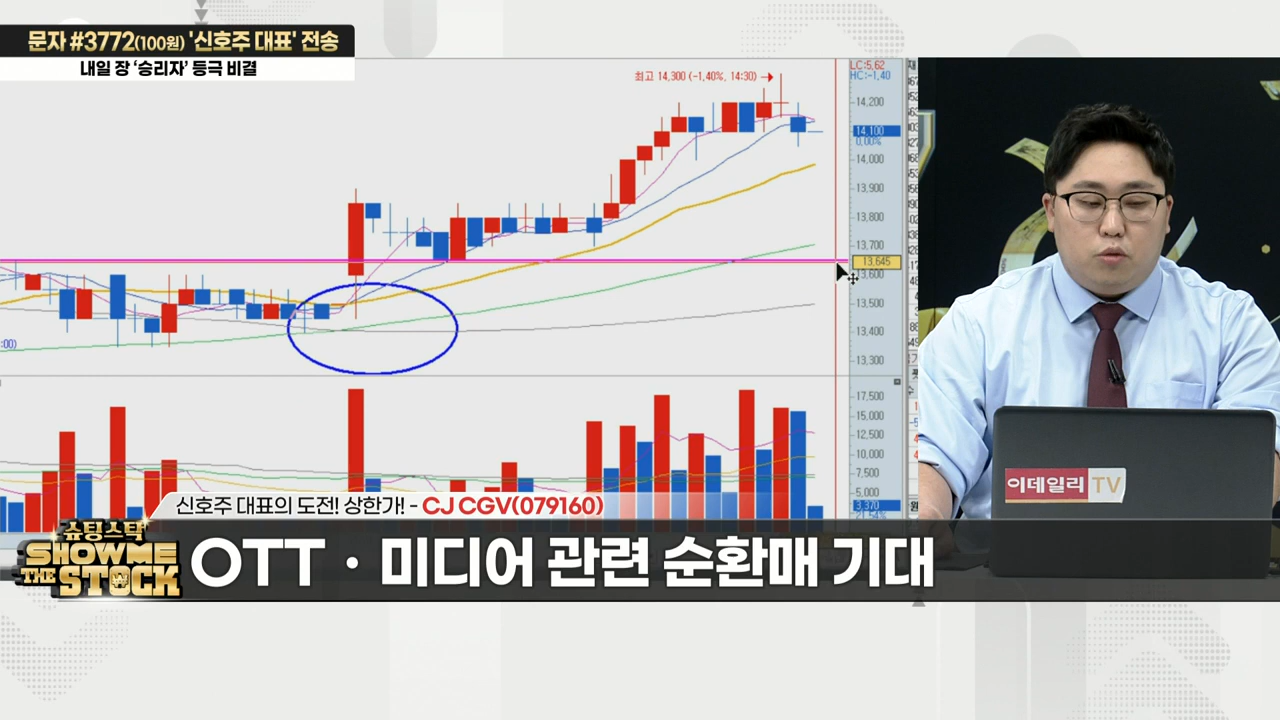 문자 #3772(100원) '신호주 대표' 전송
내일 장 '승리자' 등극 비결
최고 14,300 (-1,40%, 14:30)
LC:5,62
HC:-1,40
14,200
14,100
0,00%
14,000
13,900
13,800
13,700
13,645
13,600
13,500
13,400
13,300
:00)
17,500
15,000
12,500
10,000
7,500
5,000
3,370
이데일리 TV
신호주 대표의 도전! 상한가! - CJ CGV(079160)
슈팅스탁
SHOW ME
THE STOCK
OTT · 미디어 관련 순환매 기대